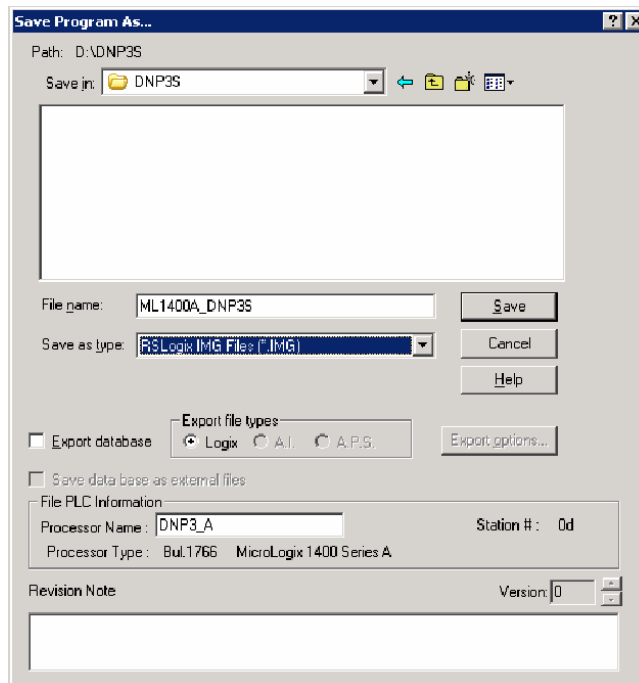 Save Program As...
Path: D:\DNP3S
Save in: DNP3S
File name: ML1400A_DNP3S
Save
Save as type: RSLogix IMG Files (*.IMG)
Cancel
Help
Export file types
Export database
Logix A.I. A.P.S.
Export options...
Save data base as external files
File PLC Information
Processor Name : DNP3_A
Station # : 0d
Processor Type : Bul.1766 MicroLogix 1400 Series A
Revision Note
Version: 0